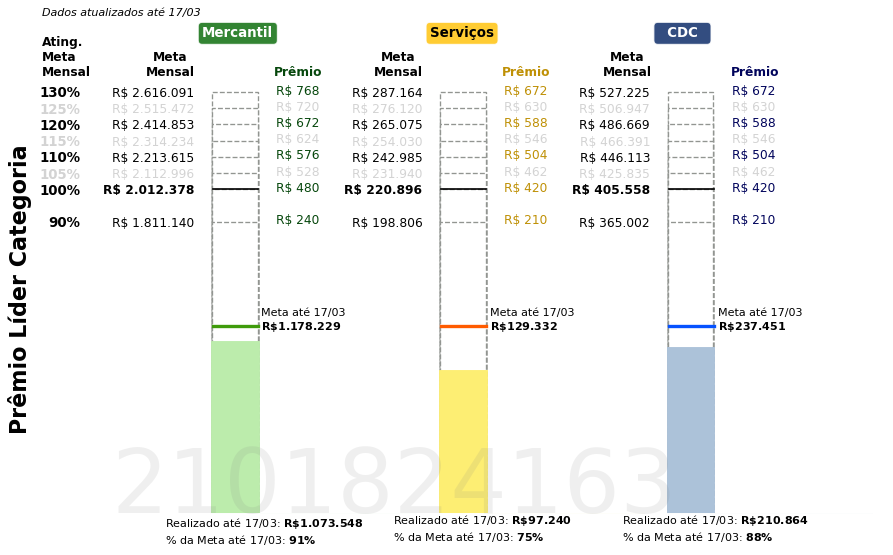 Dados atualizados até 17/03
Mercantil Serviços CDC
Ating. Meta Mensal
Meta Mensal Prêmio Meta Mensal Prêmio Meta Mensal Prêmio
130% R$ 2.616.091 R$ 768 R$ 287.164 R$ 672 R$ 527.225 R$ 672
125% R$ 2.515.472 R$ 720 R$ 276.120 R$ 630 R$ 506.947 R$ 630
120% R$ 2.414.853 R$ 672 R$ 265.075 R$ 588 R$ 486.669 R$ 588
115% R$ 2.314.234 R$ 624 R$ 254.030 R$ 546 R$ 466.391 R$ 546
110% R$ 2.213.615 R$ 576 R$ 242.985 R$ 504 R$ 446.113 R$ 504
105% R$ 2.112.996 R$ 528 R$ 231.940 R$ 462 R$ 425.835 R$ 462
100% R$ 2.012.378 R$ 480 R$ 220.896 R$ 420 R$ 405.558 R$ 420
90% R$ 1.811.140 R$ 240 R$ 198.806 R$ 210 R$ 365.002 R$ 210
Prêmio Líder Categoria
Meta até 17/03 Meta até 17/03 Meta até 17/03
R$1.178.229 R$129.332 R$237.451
2101824163
Realizado até 17/03: R$1.073.548 Realizado até 17/03: R$97.240 Realizado até 17/03: R$210.864
% da Meta até 17/03: 91% % da Meta até 17/03: 75% % da Meta até 17/03: 88%